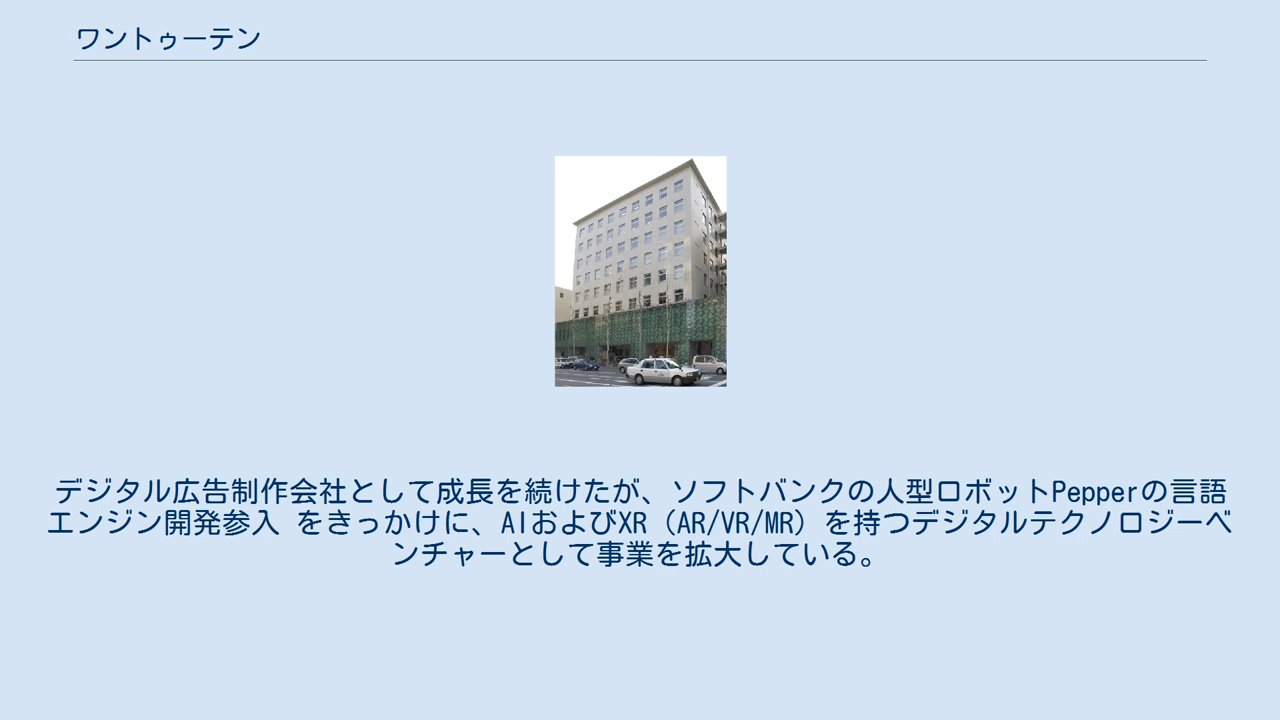 ワントゥーテン
デジタル広告制作会社として成長を続けたが、ソフトバンクの人型ロボットPepperの言語
エンジン開発参入 をきっかけに、AIおよびXR（AR/VR/MR）を持つデジタルテクノロジーベ
ンチャーとして事業を拡大している。